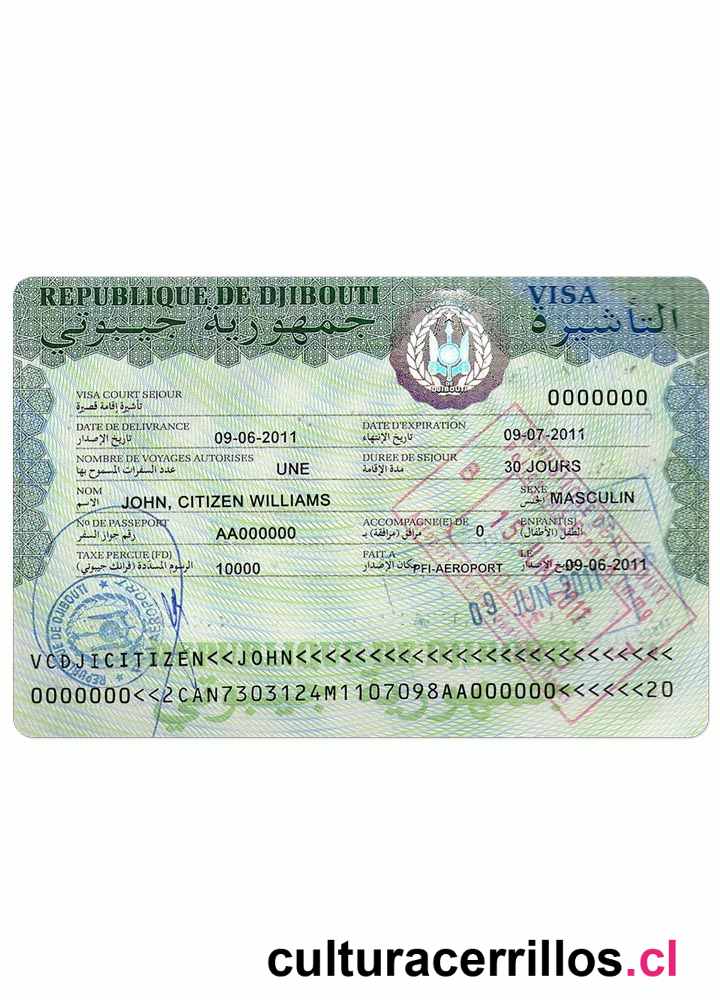 REPUBLIQUE DE DJIBOUTI
جمهورية جيبوتي
VISA
التأشيرة
DJIBOUTI
VISA COURT SEJOUR
تأشيرة إقامة قصيرة
0000000
DATE DE DELIVRANCE
تاريخ الإصدار
09-06-2011
DATE D'EXPIRATION
تاريخ الإنتهاء
09-07-2011
NOMBRE DE VOYAGES AUTORISES
عدد السفرات المسموح بها
UNE
DUREE DE SEJOUR
مدة الإقامة
30 JOURS
NOM
الاسم
JOHN, CITIZEN WILLIAMS
SEXE
الجنس
MASCULIN
Nº DE PASSEPORT
رقم جواز السفر
AA000000
ACCOMPAGNE(E) DE
مرافق (مرافقة) بـ
0
ENFANT(S)
الطفل (الأطفال)
TAXE PERCUE (FD)
الرسوم المسددة (فرانك جيبوتي)
10000
FAIT A
مكان الإصدار
PFI-AEROPORT
LE
09-06-2011
REPUBLIQUE DE DJIBOUTI
AEROPORT
09 JUN 2011
VCDJICITIZEN<<JOHN<<<<<<<<<<<<<<<<<<<<<<<<<<
0000000<<2CAN7303124M1107098AA000000<<<<<<20
culturacerrillos.cl